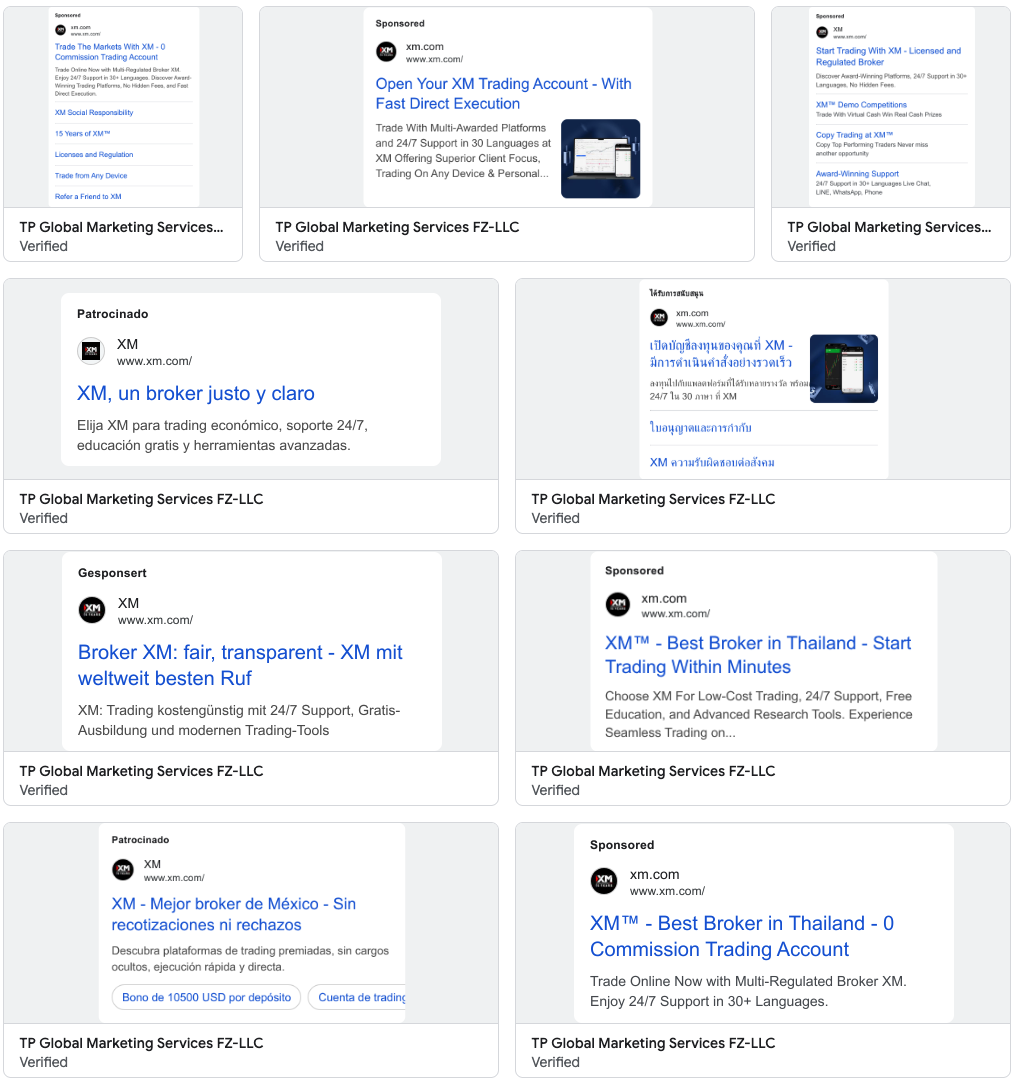 Sponsored
xm.com
www.xm.com/
Trade The Markets With XM - 0
Commission Trading Account
Trade Online Now with Multi-Regulated Broker XM.
Enjoy 24/7 Support in 30+ Languages. Discover Award-
Winning Trading Platforms, No Hidden Fees, and Fast
Direct Execution.
XM Social Responsibility
15 Years of XM™
Licenses and Regulation
Trade from Any Device
Refer a Friend to XM
TP Global Marketing Services...
Verified
Sponsored
XM
xm.com
www.xm.com/
Open Your XM Trading Account - With
Fast Direct Execution
Trade With Multi-Awarded Platforms
and 24/7 Support in 30 Languages at
XM Offering Superior Client Focus,
Trading On Any Device & Personal...
TP Global Marketing Services FZ-LLC
Verified
Sponsored
XM
www.xm.com/
Start Trading With XM - Licensed and
Regulated Broker
Discover Award-Winning Platforms, 24/7 Support in 30+
Languages, No Hidden Fees.
XM™ Demo Competitions
Trade With Virtual Cash Win Real Cash Prizes
Copy Trading at XM™
Copy Top Performing Traders Never miss
another opportunity
Award-Winning Support
24/7 Support in 30+ Languages Live Chat,
LINE, WhatsApp, Phone
TP Global Marketing Services...
Verified
Patrocinado
XM
XM
www.xm.com/
XM, un broker justo y claro
Elija XM para trading económico, soporte 24/7,
educación gratis y herramientas avanzadas.
TP Global Marketing Services FZ-LLC
Verified
ได้รับการสนับสนุน
XM
xm.com
www.xm.com/
เปิดบัญชีลงทุนของคุณที่ XM -
มีการดำเนินคำสั่งอย่างรวดเร็ว
ลงทุนไปกับแพลตฟอร์มที่ได้รับหลายรางวัล พร้อม
24/7 ใน 30 ภาษา ที่ XM
ใบอนุญาตและการกำกับ
XM ความรับผิดชอบต่อสังคม
TP Global Marketing Services FZ-LLC
Verified
Gesponsert
XM
XM
www.xm.com/
Broker XM: fair, transparent - XM mit
weltweit besten Ruf
XM: Trading kostengünstig mit 24/7 Support, Gratis-
Ausbildung und modernen Trading-Tools
TP Global Marketing Services FZ-LLC
Verified
Sponsored
XM
xm.com
www.xm.com/
XM™ - Best Broker in Thailand - Start
Trading Within Minutes
Choose XM For Low-Cost Trading, 24/7 Support, Free
Education, and Advanced Research Tools. Experience
Seamless Trading on...
TP Global Marketing Services FZ-LLC
Verified
Patrocinado
XM
XM
www.xm.com/
XM - Mejor broker de México - Sin
recotizaciones ni rechazos
Descubra plataformas de trading premiadas, sin cargos
ocultos, ejecución rápida y directa.
Bono de 10500 USD por depósito
Cuenta de trading
TP Global Marketing Services FZ-LLC
Verified
Sponsored
XM
xm.com
www.xm.com/
XM™ - Best Broker in Thailand - 0
Commission Trading Account
Trade Online Now with Multi-Regulated Broker XM.
Enjoy 24/7 Support in 30+ Languages.
TP Global Marketing Services FZ-LLC
Verified